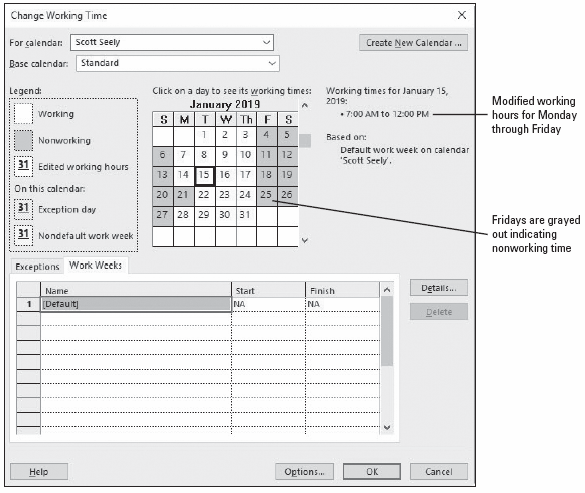 Change Working Time
For calendar: Scott Seely
Create New Calendar ...
Base calendar: Standard
Legend:
Working
Nonworking
31 Edited working hours
On this calendar:
31 Exception day
31 Nondefault work week
Click on a day to see its working times:
January 2019
S M T W Th F S
1 2 3 4 5
6 7 8 9 10 11 12
13 14 15 16 17 18 19
20 21 22 23 24 25 26
27 28 29 30 31
Working times for January 15,
2019:
• 7:00 AM to 12:00 PM
Based on:
Default work week on calendar
'Scott Seely'.
Modified working
hours for Monday
through Friday
Fridays are grayed
out indicating
nonworking time
Exceptions Work Weeks
Name Start Finish
1 [Default] NA NA
Details...
Delete
Help Options... OK Cancel